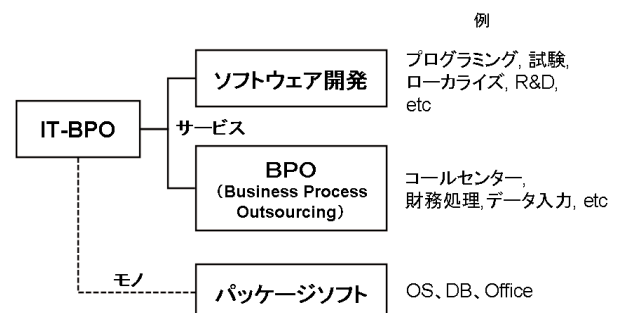 例
ソフトウェア開発
プログラミング, 試験,
ローカライズ, R&D,
etc
IT-BPO
サービス
BPO
（Business Process
Outsourcing）
コールセンター,
財務処理,データ入力, etc
モノ
パッケージソフト
OS、DB、Office